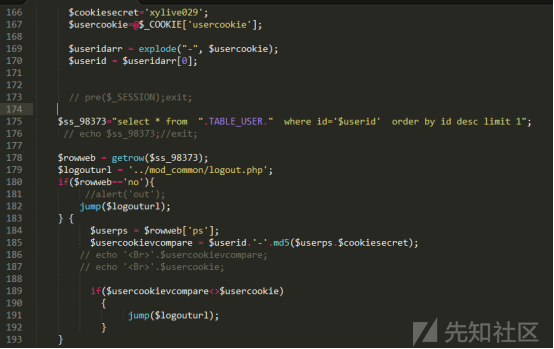 166 $cookiesecret='xylive029';
167 $usercookie=@$_COOKIE['usercookie'];
168
169 $useridarr = explode("-", $usercookie);
170 $userid = $useridarr[0];
171
172
173 // pre($_SESSION);exit;
174
175 $ss_98373="select * from ".TABLE_USER." where id='$userid' order by id desc limit 1";
176 // echo $ss_98373;//exit;
177
178 $rowweb = getrow($ss_98373);
179 $logouturl = '../mod_common/logout.php';
180 if($rowweb=='no'){
181 //alert('out');
182 jump($logouturl);
183 } {
184 $userps = $rowweb['ps'];
185 $usercookievcompare = $userid.'-'.md5($userps.$cookiesecret);
186 // echo '<Br>'.$usercookievcompare;
187 // echo '<Br>'.$usercookie;
188
189 if($usercookievcompare<>$usercookie)
190 {
191 jump($logouturl);
192 }
193 }
先知社区